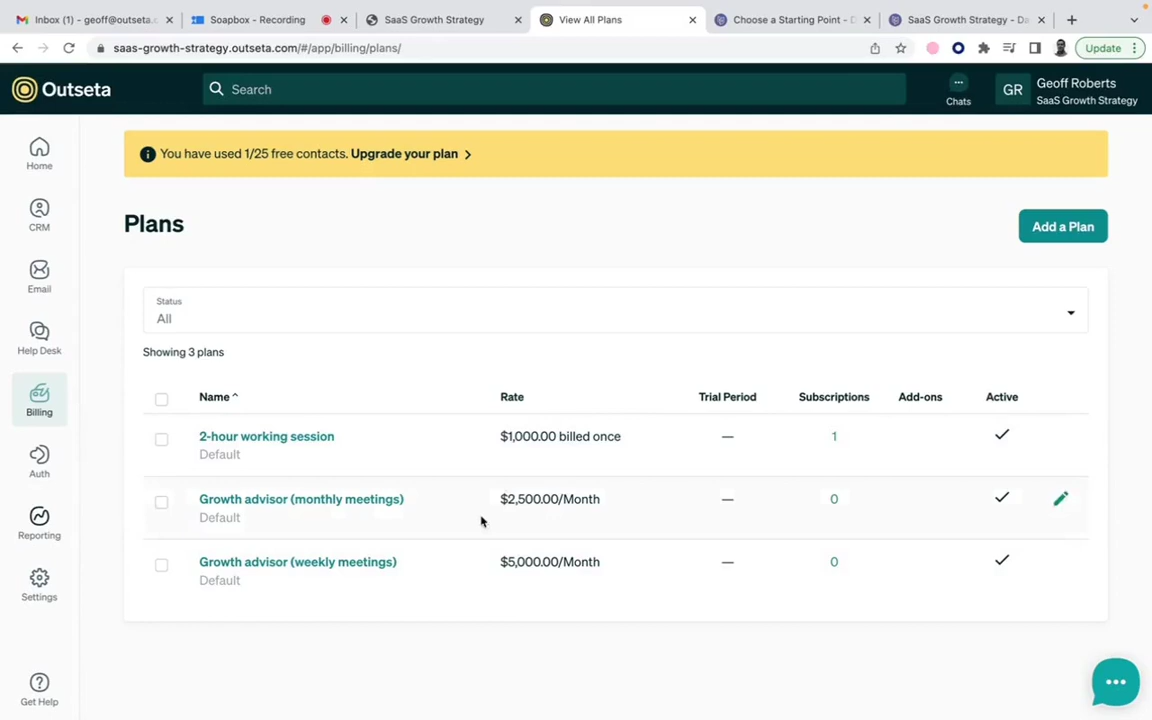 Inbox (1) - geoff@outseta.c
Soapbox - Recording
SaaS Growth Strategy
View All Plans
Choose a Starting Point - D
SaaS Growth Strategy - Da
saas-growth-strategy.outseta.com/#/app/billing/plans/
Update
Outseta
Search
Chats
GR
Geoff Roberts
SaaS Growth Strategy
Home
CRM
Email
Help Desk
Billing
Auth
Reporting
Settings
Get Help
You have used 1/25 free contacts. Upgrade your plan
Plans
Add a Plan
Status
All
Showing 3 plans
Name Rate Trial Period Subscriptions Add-ons Active
2-hour working session $1,000.00 billed once — 1
Default
Growth advisor (monthly meetings) $2,500.00/Month — 0
Default
Growth advisor (weekly meetings) $5,000.00/Month — 0
Default